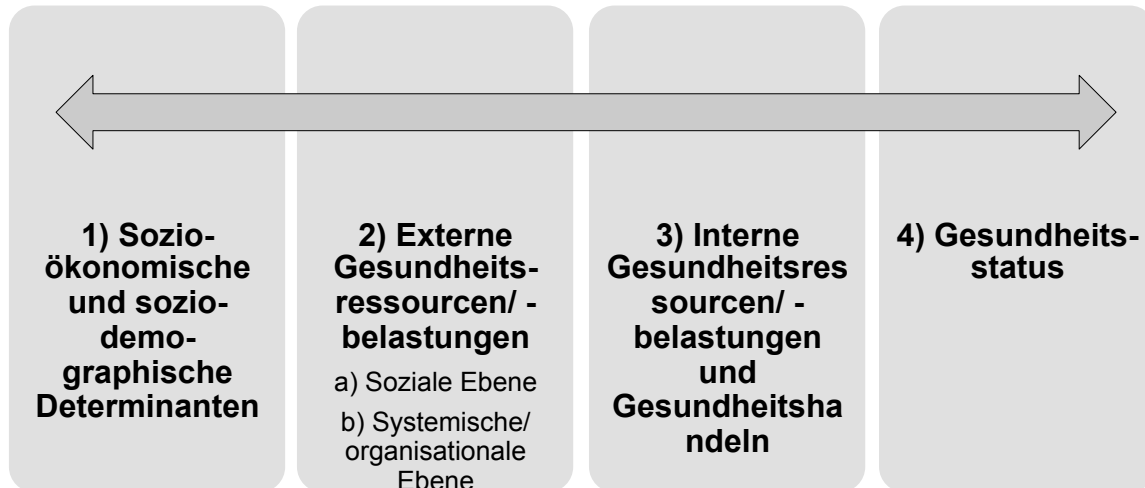 1) Sozio-
ökonomische
und sozio-
demo-
graphische
Determinanten
2) Externe
Gesundheits-
ressourcen/ -
belastungen
a) Soziale Ebene
b) Systemische/
organisationale
Ebene
3) Interne
Gesundheitsres
sourcen/ -
belastungen
und
Gesundheitsha
ndeln
4) Gesundheits-
status